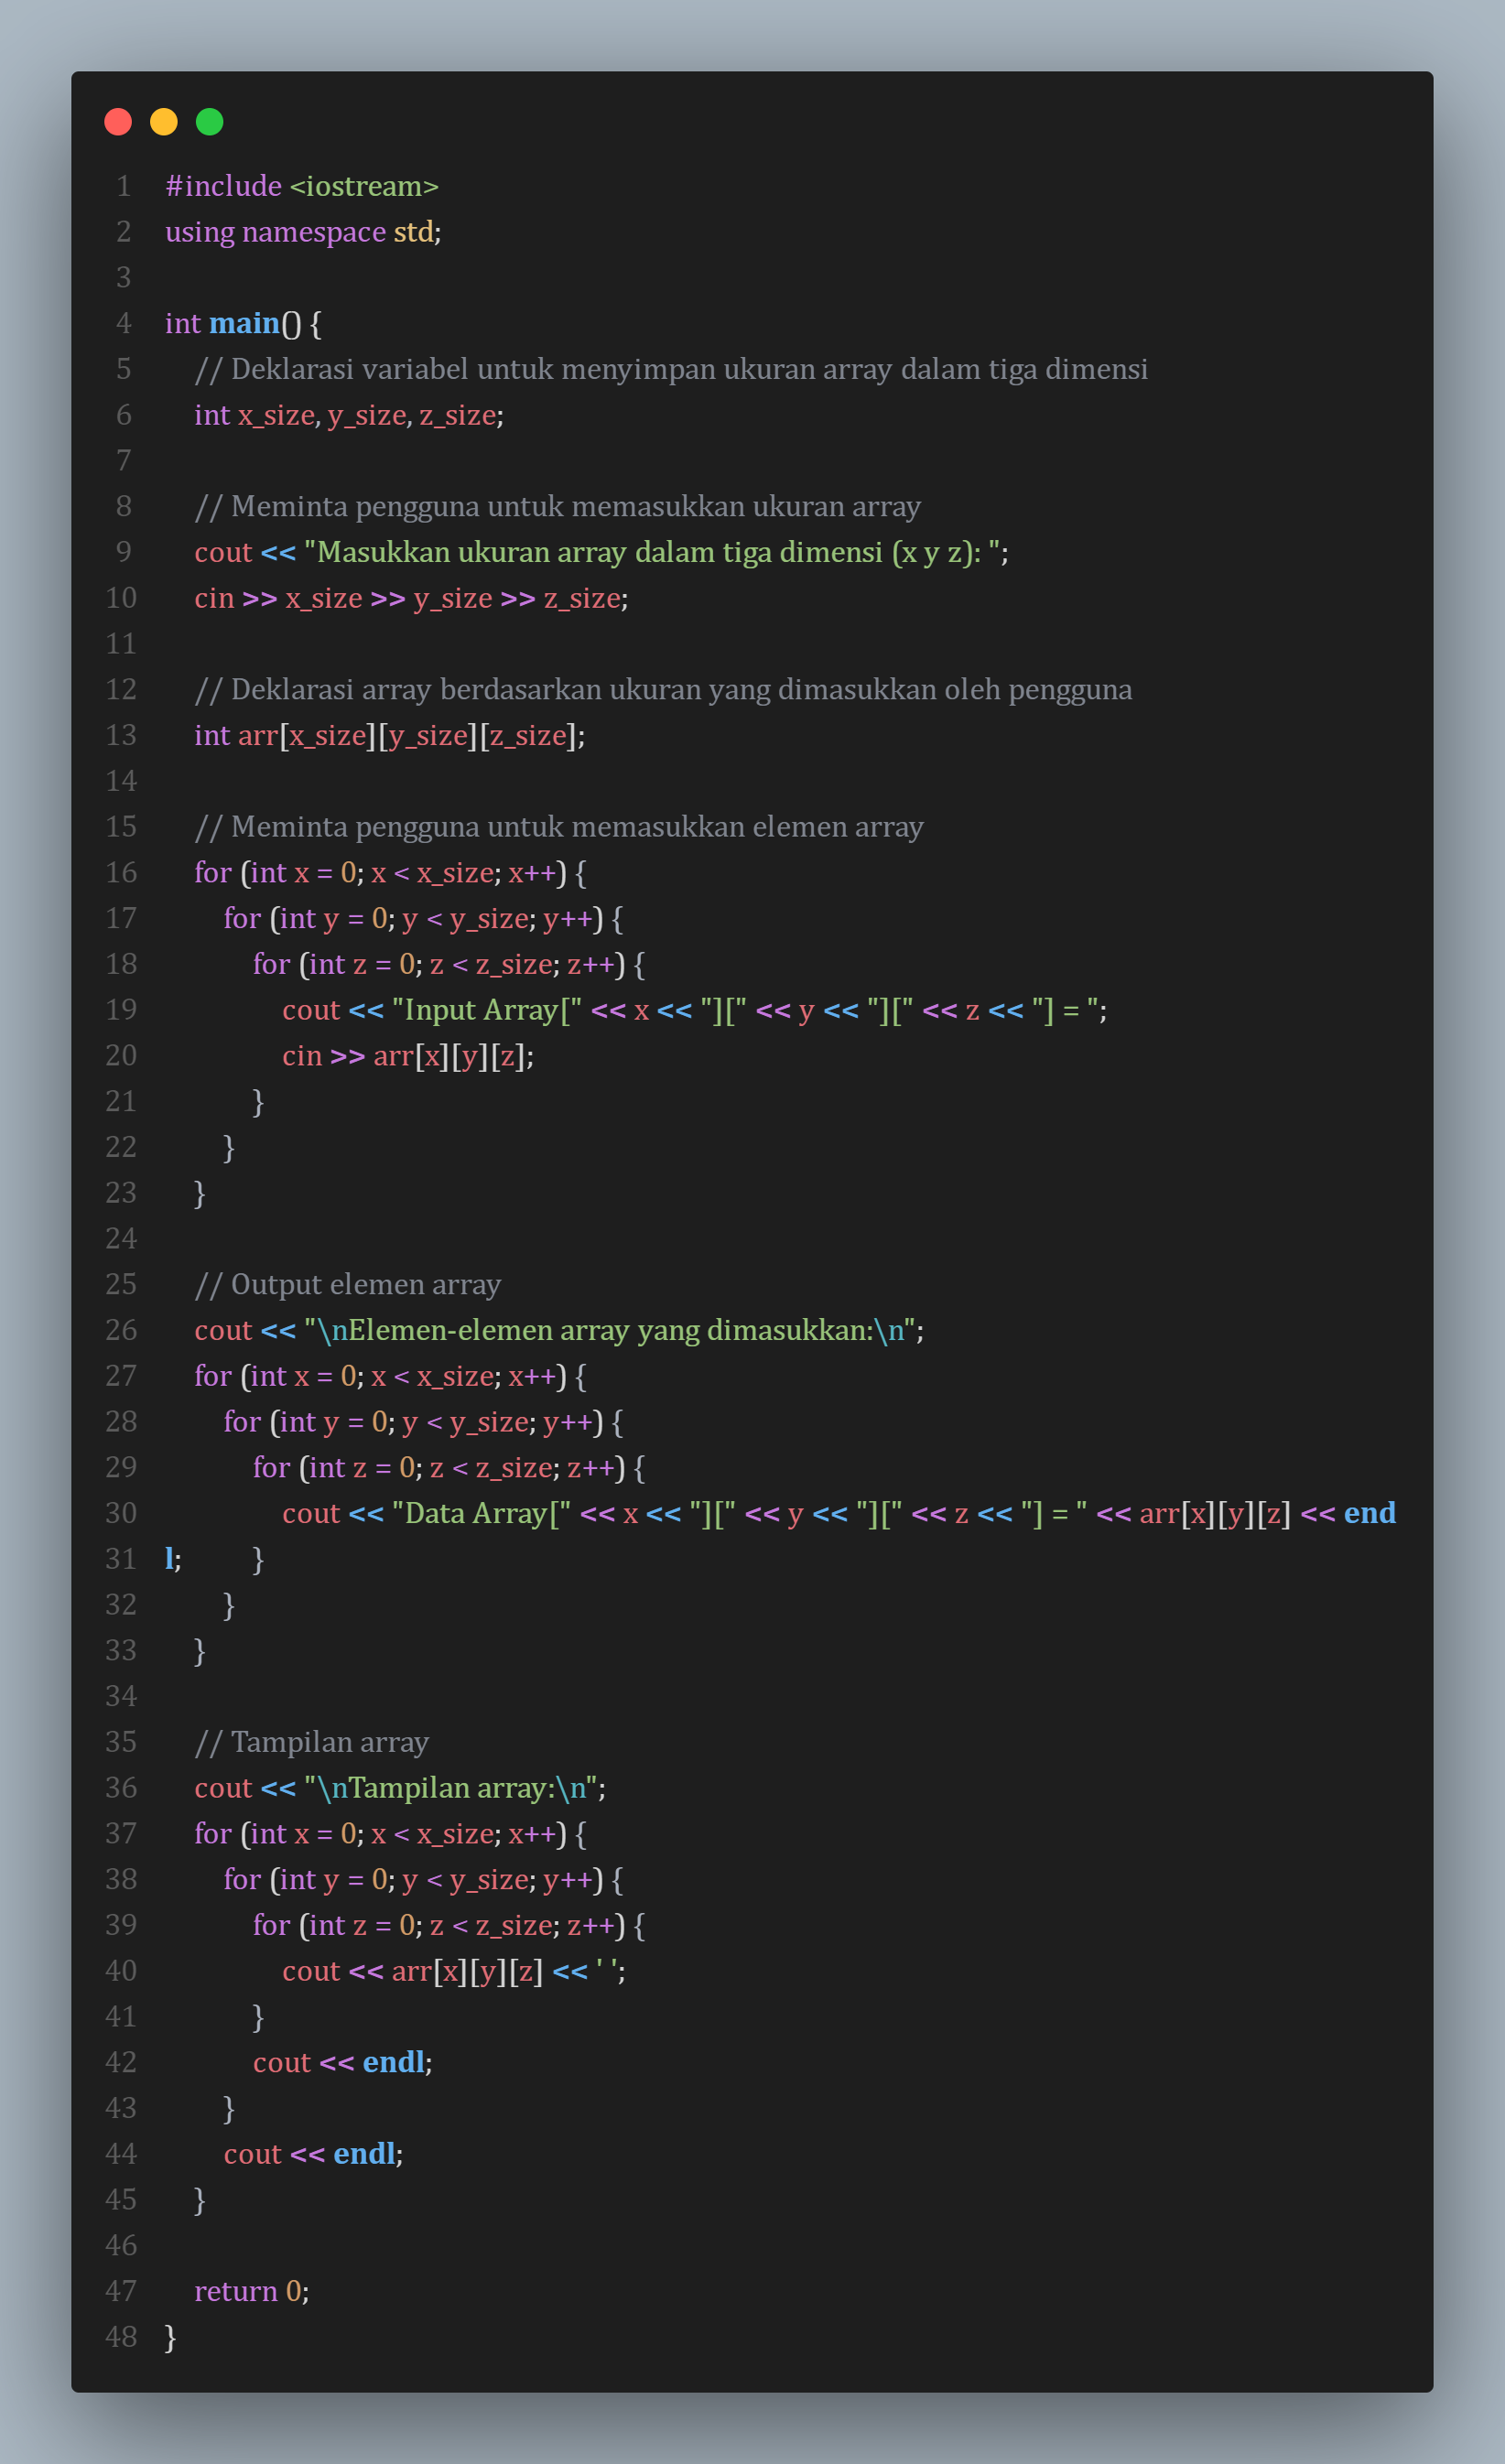 1 #include <iostream>
2 using namespace std;
3
4 int main() {
5     // Deklarasi variabel untuk menyimpan ukuran array dalam tiga dimensi
6     int x_size, y_size, z_size;
7
8     // Meminta pengguna untuk memasukkan ukuran array
9     cout << "Masukkan ukuran array dalam tiga dimensi (x y z): ";
10     cin >> x_size >> y_size >> z_size;
11
12     // Deklarasi array berdasarkan ukuran yang dimasukkan oleh pengguna
13     int arr[x_size][y_size][z_size];
14
15     // Meminta pengguna untuk memasukkan elemen array
16     for (int x = 0; x < x_size; x++) {
17         for (int y = 0; y < y_size; y++) {
18             for (int z = 0; z < z_size; z++) {
19                 cout << "Input Array[" << x << "][" << y << "][" << z << "] = ";
20                 cin >> arr[x][y][z];
21             }
22         }
23     }
24
25     // Output elemen array
26     cout << "\nElemen-elemen array yang dimasukkan:\n";
27     for (int x = 0; x < x_size; x++) {
28         for (int y = 0; y < y_size; y++) {
29             for (int z = 0; z < z_size; z++) {
30                 cout << "Data Array[" << x << "][" << y << "][" << z << "] = " << arr[x][y][z] << end
31 l;          }
32         }
33     }
34
35     // Tampilan array
36     cout << "\nTampilan array:\n";
37     for (int x = 0; x < x_size; x++) {
38         for (int y = 0; y < y_size; y++) {
39             for (int z = 0; z < z_size; z++) {
40                 cout << arr[x][y][z] << ' ';
41             }
42             cout << endl;
43         }
44         cout << endl;
45     }
46
47     return 0;
48 }